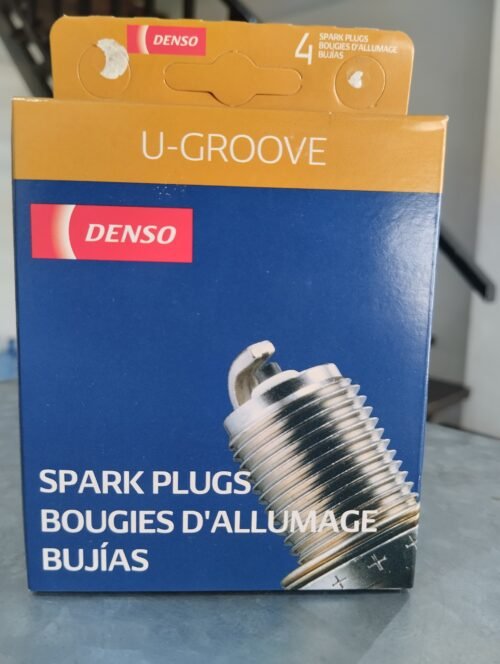 DENSO
4
SPARK PLUGS
BOUGIES D'ALLUMAGE
BUJÍAS
U-GROOVE
DENSO
SPARK PLUGS
BOUGIES D'ALLUMAGE
BUJÍAS